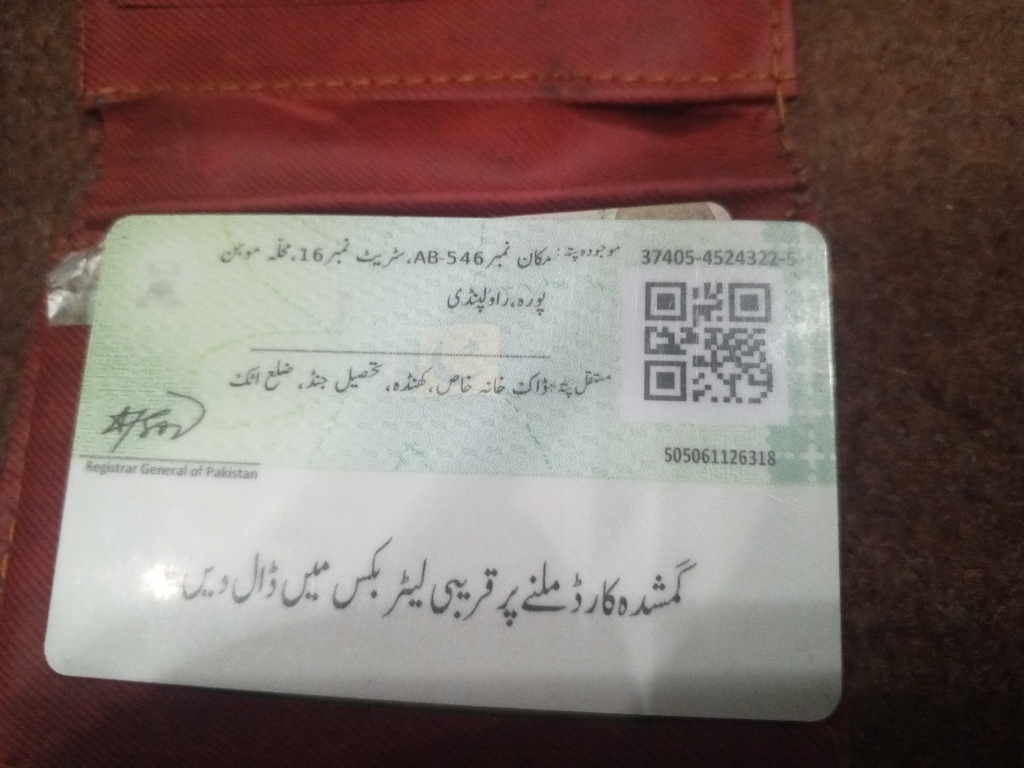 موجودہ پتہ: مکان نمبر AB-546، سٹریٹ نمبر 16، محلہ موہن
پورہ، راولپنڈی
37405-4524322-5
مستقل پتہ: ڈاک خانہ خاص، کھنڈہ، تحصیل جنڈ، ضلع اٹک
505061126318
Registrar General of Pakistan
گمشدہ کارڈ ملنے پر قریبی لیٹر بکس میں ڈال دیں۔